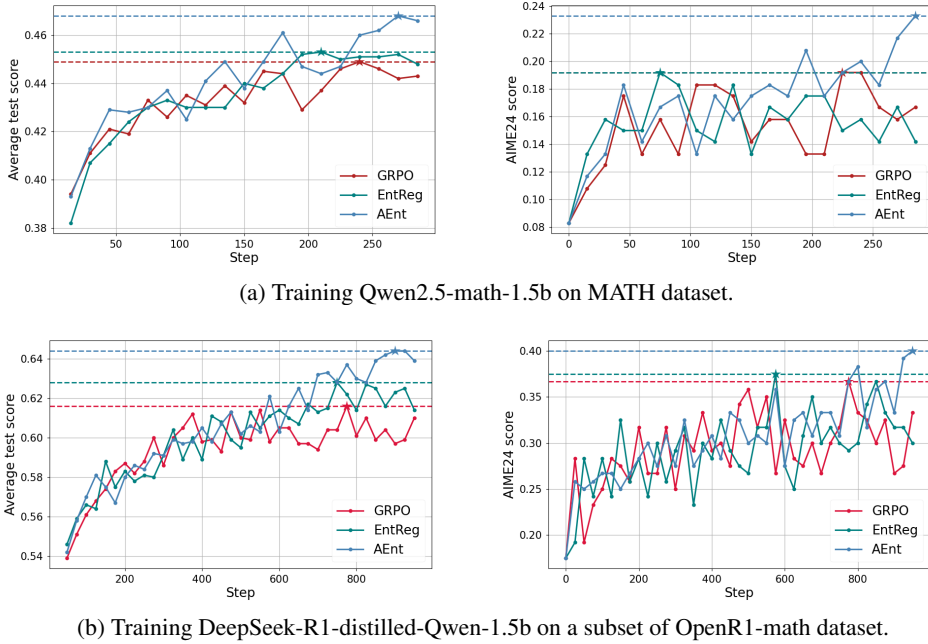 0.46
0.44
0.42
0.40
0.38
Average test score
50
100
150
200
250
Step
GRPO
EntReg
AEnt
0.24
0.22
0.20
0.18
0.16
0.14
0.12
0.10
0.08
AIME24 score
0
50
100
150
200
250
Step
GRPO
EntReg
AEnt
(a) Training Qwen2.5-math-1.5b on MATH dataset.
0.64
0.62
0.60
0.58
0.56
0.54
Average test score
200
400
600
800
Step
GRPO
EntReg
AEnt
0.40
0.35
0.30
0.25
0.20
AIME24 score
0
200
400
600
800
Step
GRPO
EntReg
AEnt
(b) Training DeepSeek-R1-distilled-Qwen-1.5b on a subset of OpenR1-math dataset.